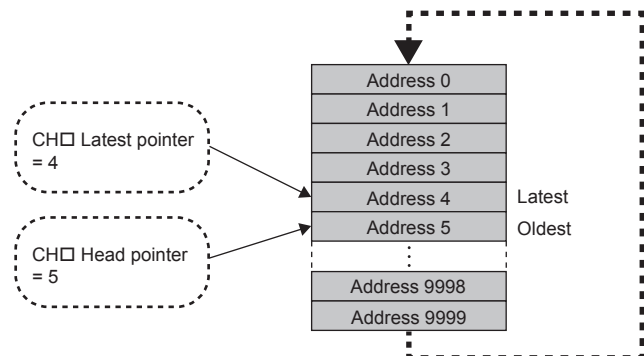 Address 0
Address 1
Address 2
Address 3
Address 4
Address 5
Address 9998
Address 9999
CH□ Latest pointer
= 4
CH□ Head pointer
= 5
Latest
Oldest